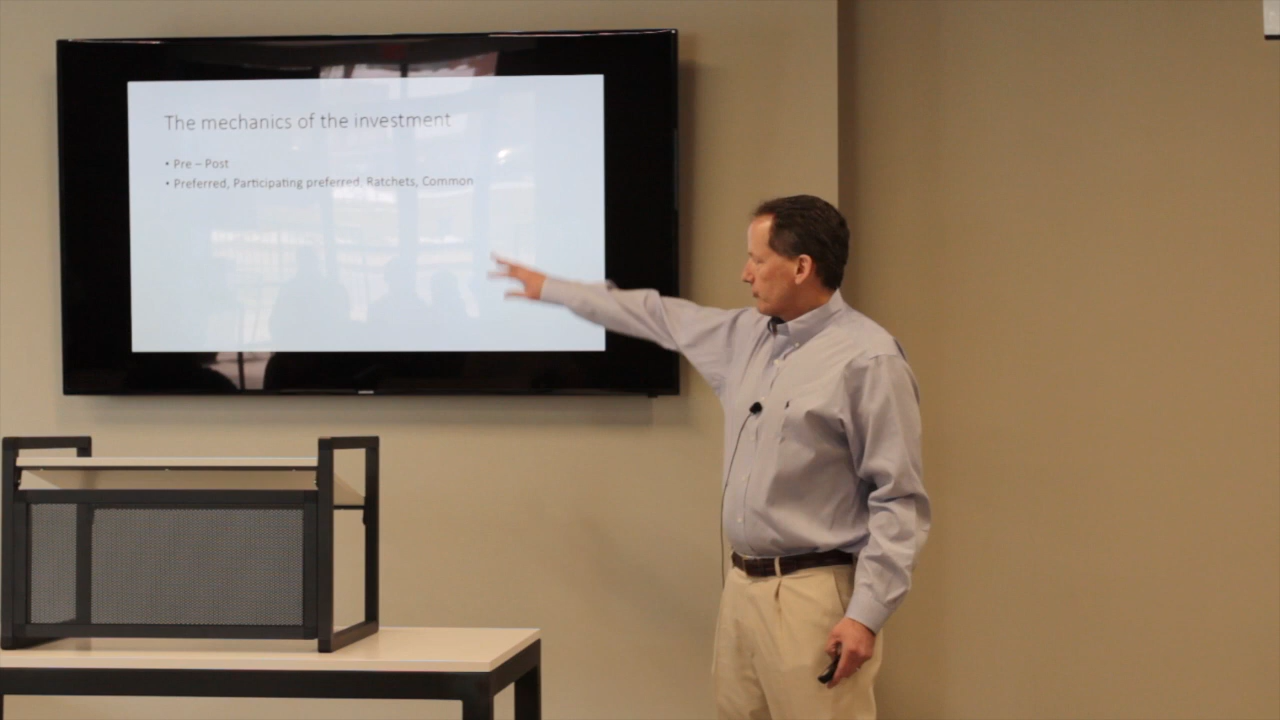 The mechanics of the investment
• Pre – Post
• Preferred, Participating preferred, Ratchets, Common